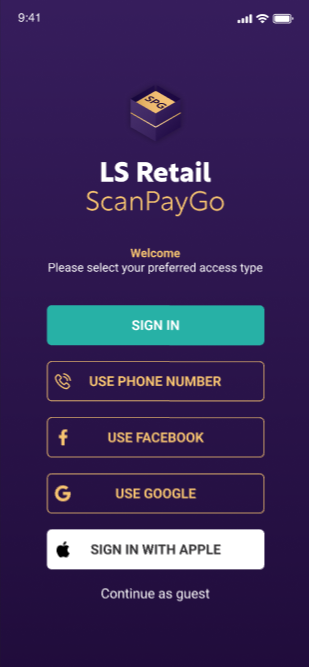 9:41
SPG
LS Retail
ScanPayGo
Welcome
Please select your preferred access type
SIGN IN
USE PHONE NUMBER
USE FACEBOOK
USE GOOGLE
SIGN IN WITH APPLE
Continue as guest